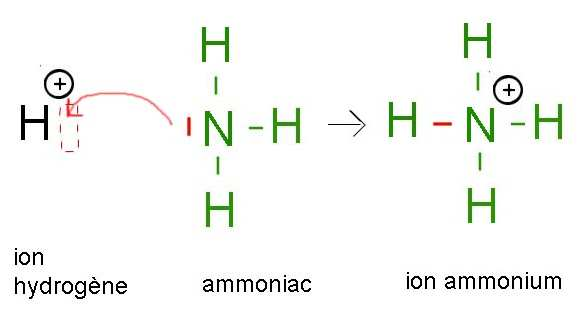 H
H + N – H → H – N – H +
H
H
ion
hydrogène
ammoniac
ion ammonium